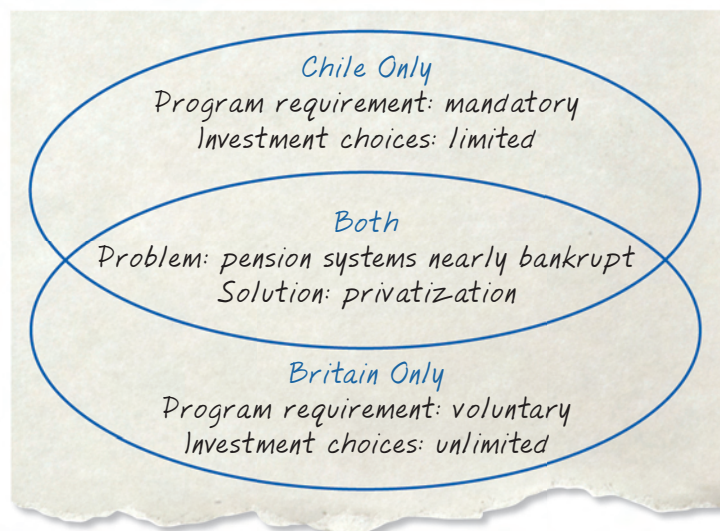 Chile Only
Program requirement: mandatory
Investment choices: limited
Both
Problem: pension systems nearly bankrupt
Solution: privatization
Britain Only
Program requirement: voluntary
Investment choices: unlimited